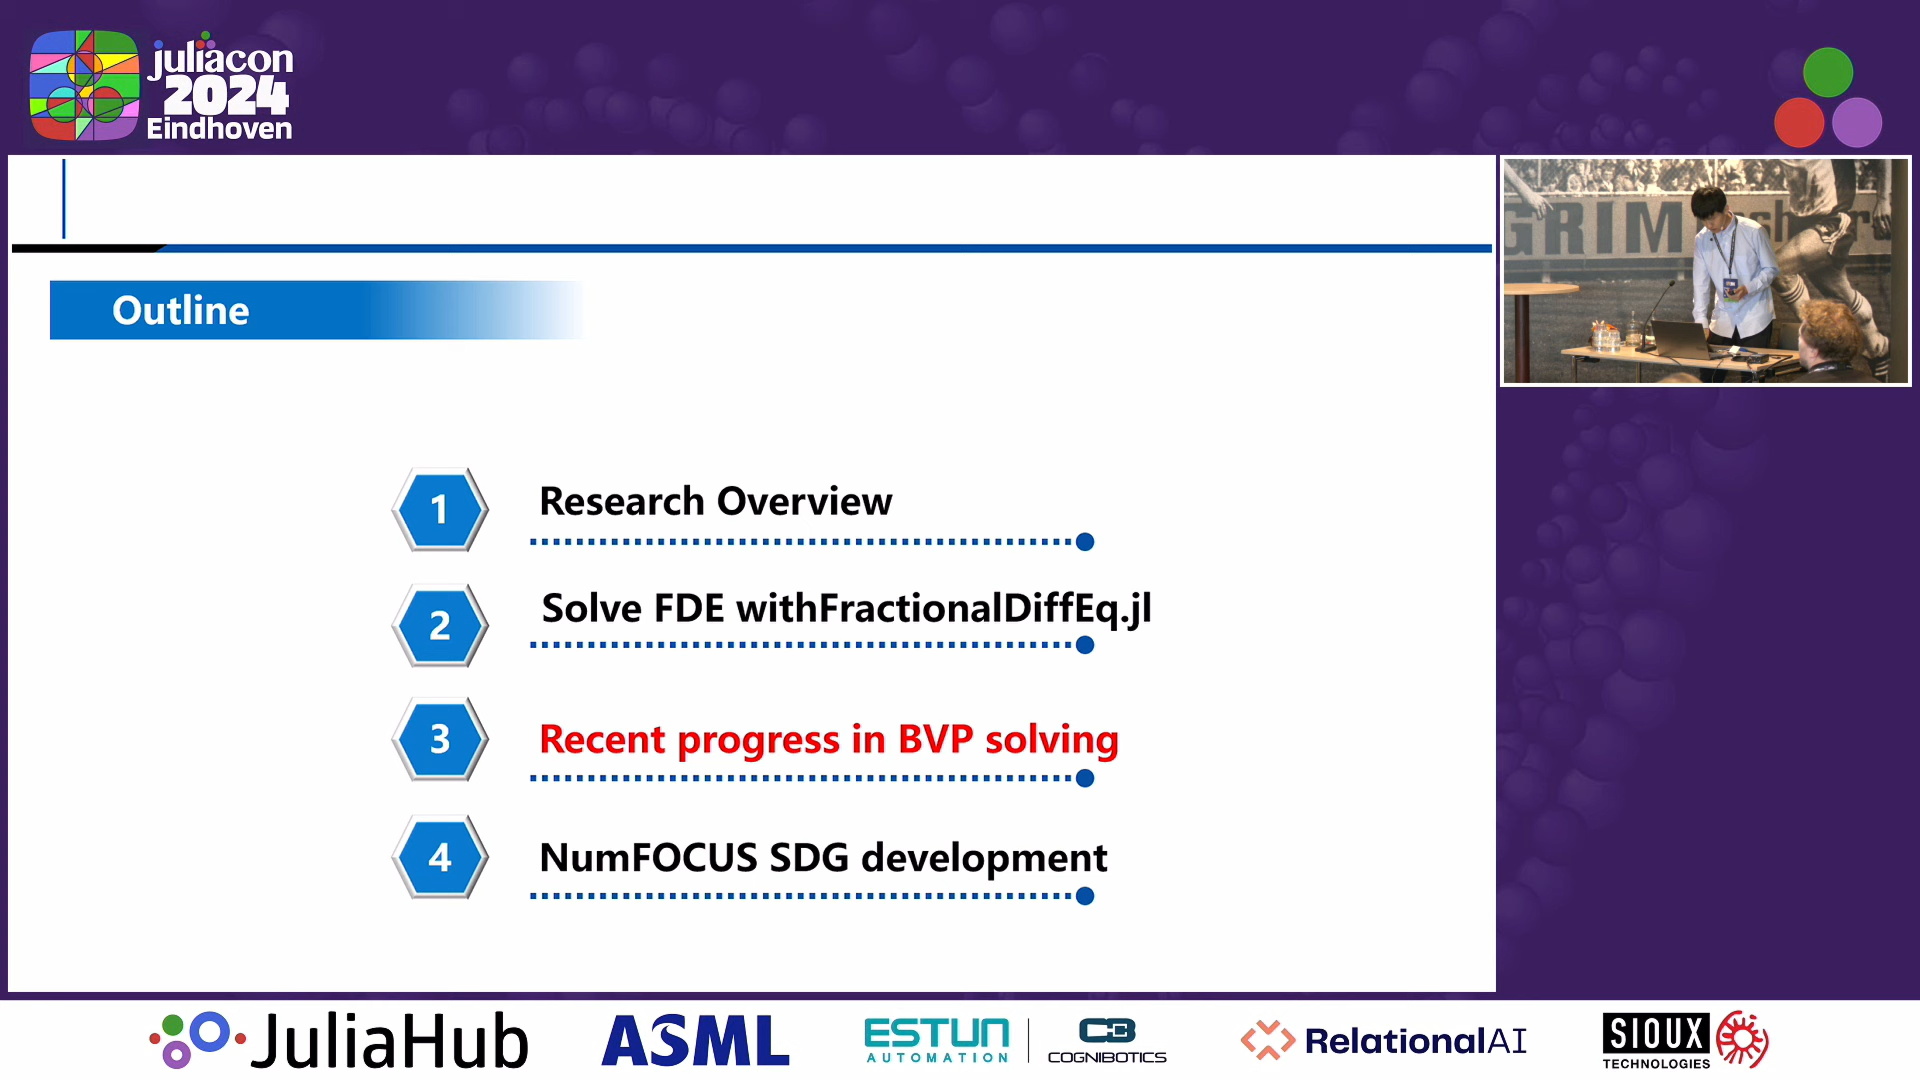 juliacon
2024
Eindhoven
GRIM
Outline
1
Research Overview
2
Solve FDE withFractionalDiffEq.jl
3
Recent progress in BVP solving
4
NumFOCUS SDG development
JuliaHub
ASML
ESTUN
AUTOMATION
COGNIBOTICS
RelationalAI
SIOUX
TECHNOLOGIES